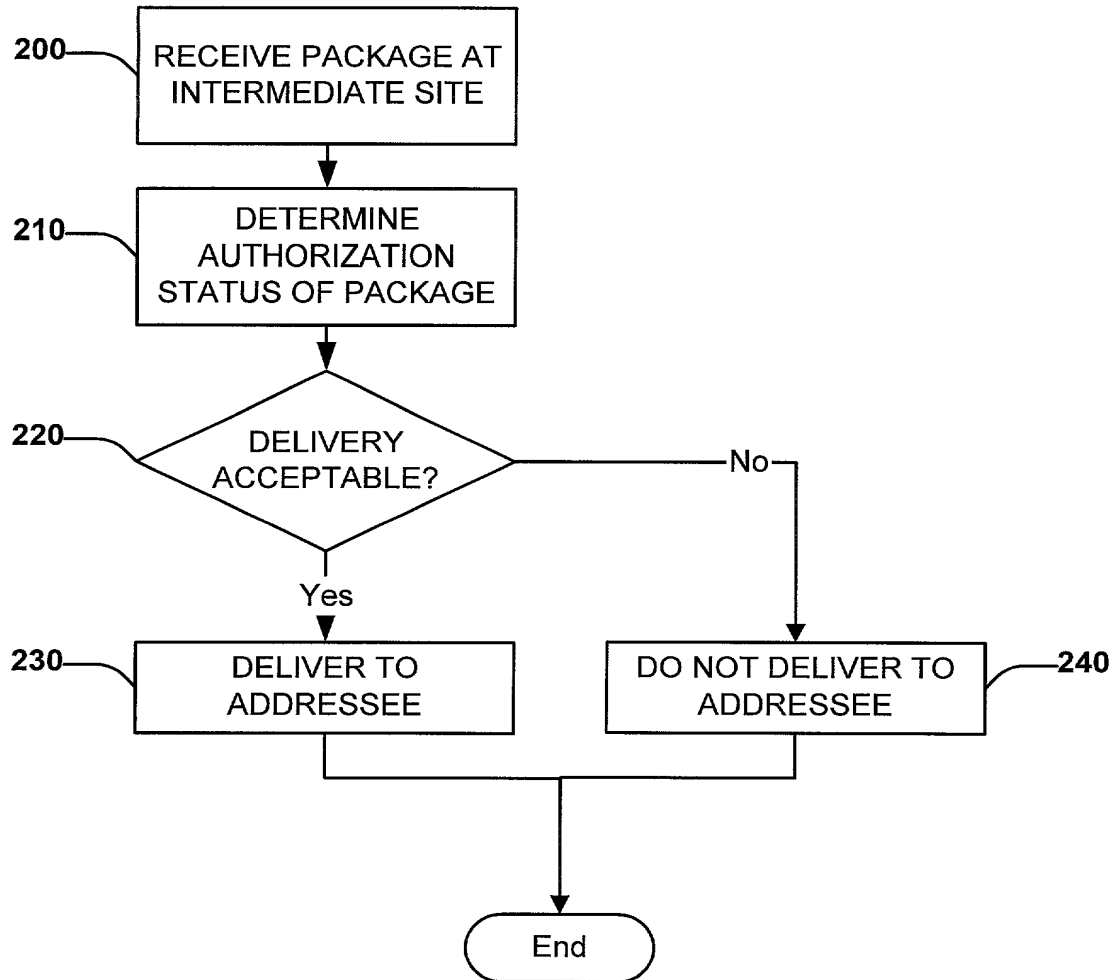 200
RECEIVE PACKAGE AT
INTERMEDIATE SITE
210
DETERMINE
AUTHORIZATION
STATUS OF PACKAGE
220
DELIVERY
ACCEPTABLE?
No
Yes
230
DELIVER TO
ADDRESSEE
DO NOT DELIVER TO
ADDRESSEE
240
End